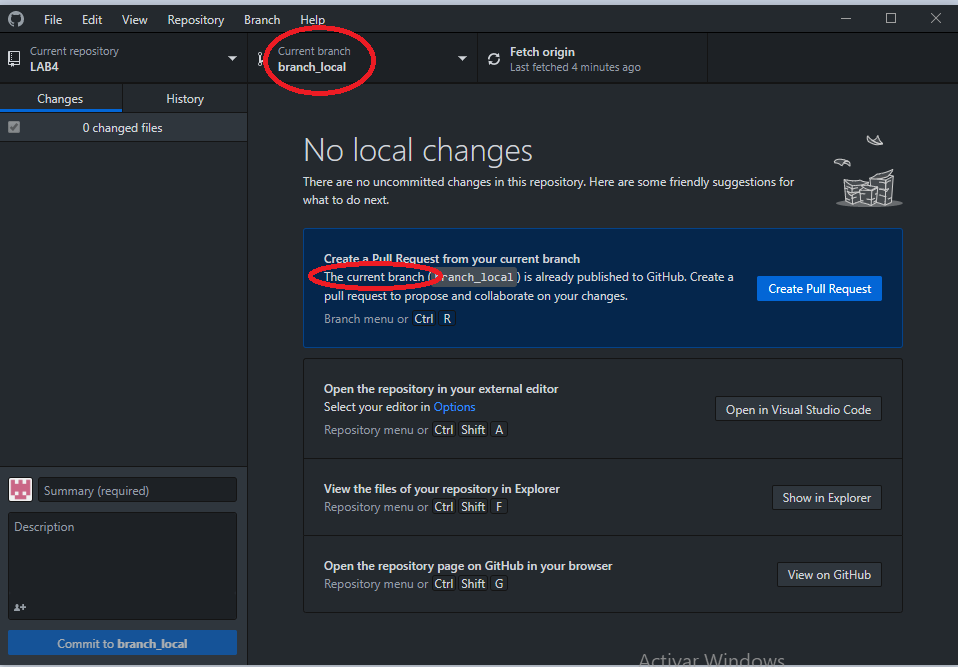 File Edit View Repository Branch Help
Current repository
LAB4
Current branch
branch_local
Fetch origin
Last fetched 4 minutes ago
Changes History
0 changed files
No local changes
There are no uncommitted changes in this repository. Here are some friendly suggestions for
what to do next.
Create a Pull Request from your current branch
The current branch (branch_local) is already published to GitHub. Create a
pull request to propose and collaborate on your changes.
Branch menu or Ctrl R
Create Pull Request
Open the repository in your external editor
Select your editor in Options
Repository menu or Ctrl Shift A
Open in Visual Studio Code
View the files of your repository in Explorer
Repository menu or Ctrl Shift F
Show in Explorer
Open the repository page on GitHub in your browser
Repository menu or Ctrl Shift G
View on GitHub
Summary (required)
Description
Commit to branch_local
Activar Windows